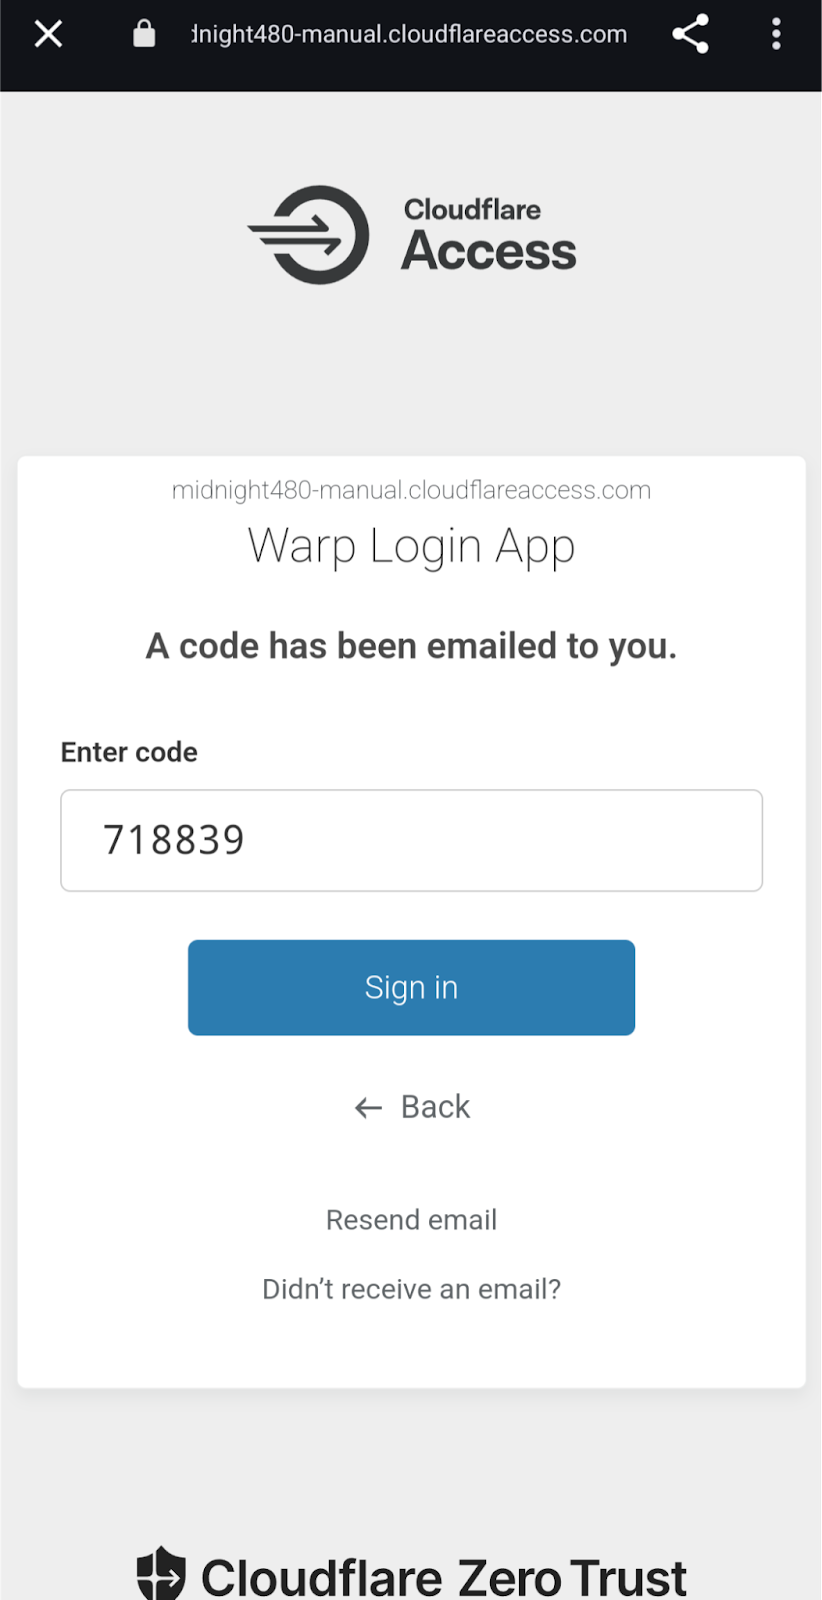 dnight480-manual.cloudflareaccess.com
Cloudflare
Access
midnight480-manual.cloudflareaccess.com
Warp Login App
A code has been emailed to you.
Enter code
718839
Sign in
← Back
Resend email
Didn't receive an email?
Cloudflare Zero Trust